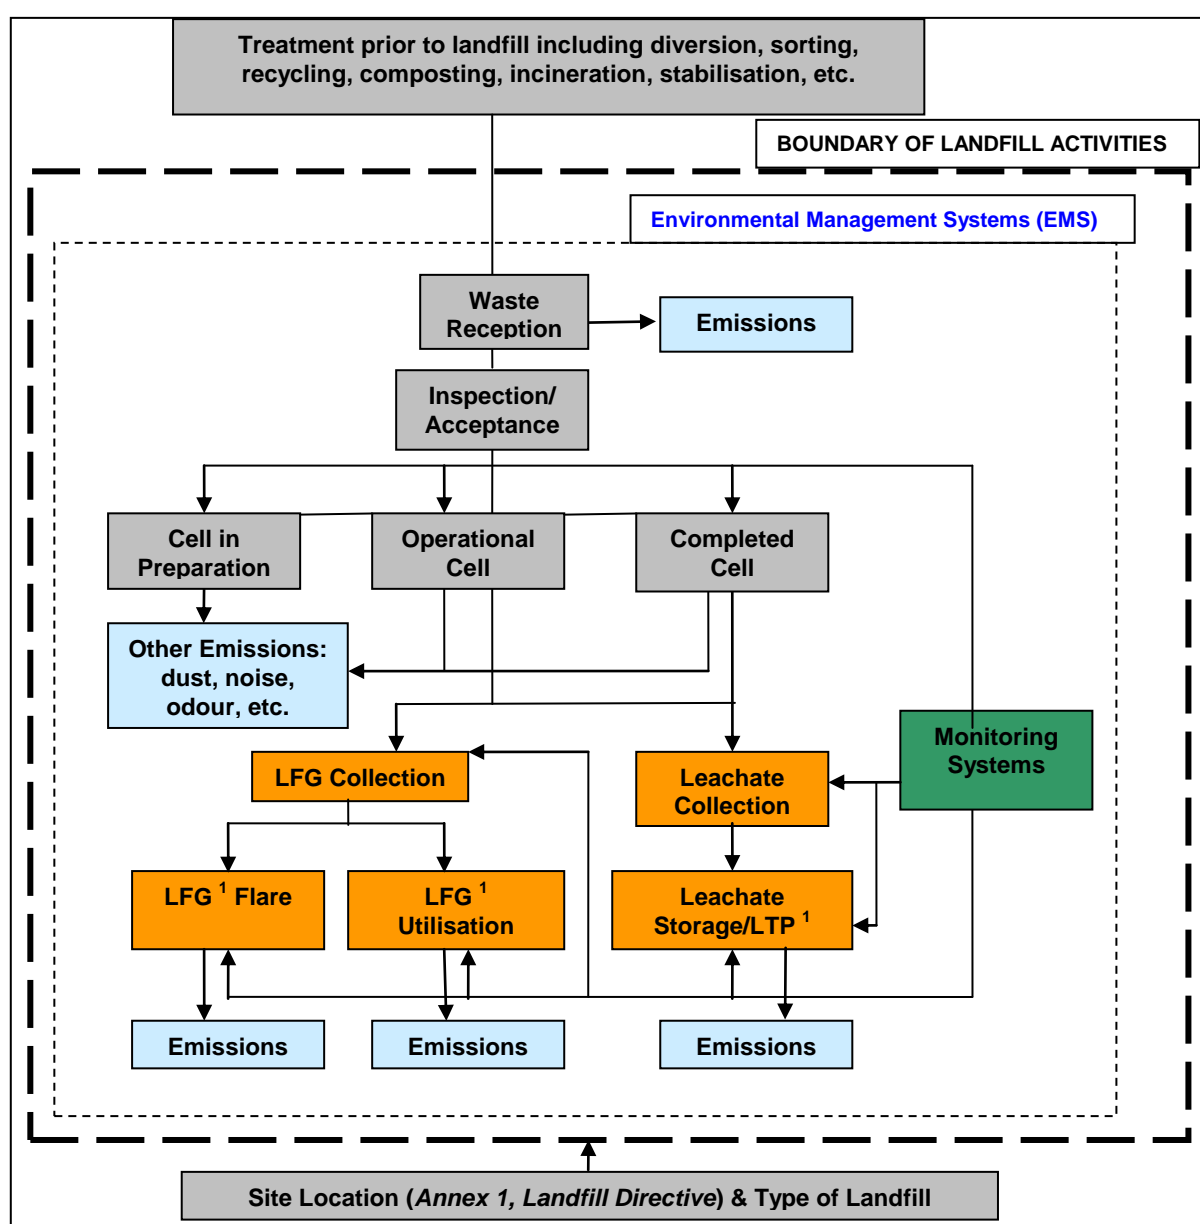 Treatment prior to landfill including diversion, sorting,
recycling, composting, incineration, stabilisation, etc.
BOUNDARY OF LANDFILL ACTIVITIES
Environmental Management Systems (EMS)
Waste
Reception
Emissions
Inspection/
Acceptance
Cell in
Preparation
Operational
Cell
Completed
Cell
Other Emissions:
dust, noise,
odour, etc.
Monitoring
Systems
LFG Collection
Leachate
Collection
LFG ¹ Flare
LFG ¹
Utilisation
Leachate
Storage/LTP ¹
Emissions
Emissions
Emissions
Site Location (Annex 1, Landfill Directive) & Type of Landfill